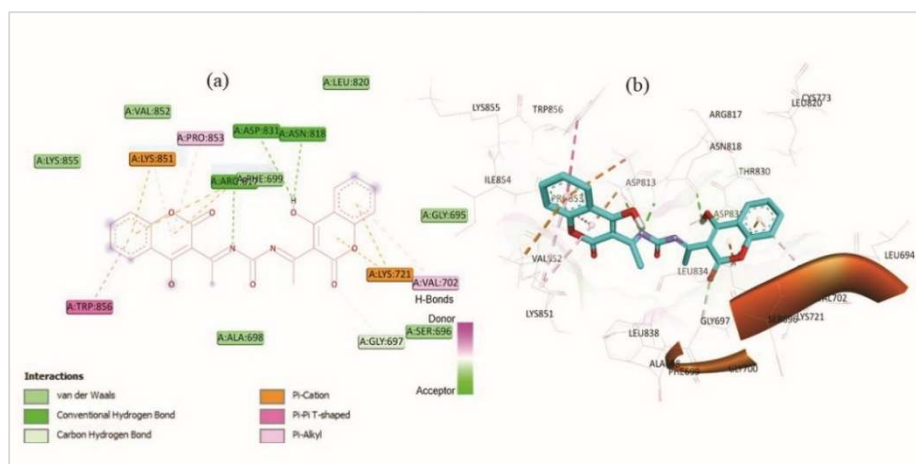 (a)
A:LEU:820
A:VAL:852
A:ASP:831
A:ASN:818
A:PRO:853
A:LYS:855
A:LYS:851
A:PHE:699
H
N
N
O
O
O
O
O
O
O
A:GLY:695
A:LYS:721
A:VAL:702
A:TRP:856
H-Bonds
Donor
A:ALA:698
A:SER:696
A:GLY:697
Acceptor
Interactions
van der Waals
Conventional Hydrogen Bond
Carbon Hydrogen Bond
Pi-Cation
Pi-Pi T-shaped
Pi-Alkyl
(b)
CYS773
LEU820
LYS855
TRP856
ARG817
ASN818
THR830
ILE854
ASP813
LEU694
LEU834
LYS851
GLY697
LYS721
LEU838